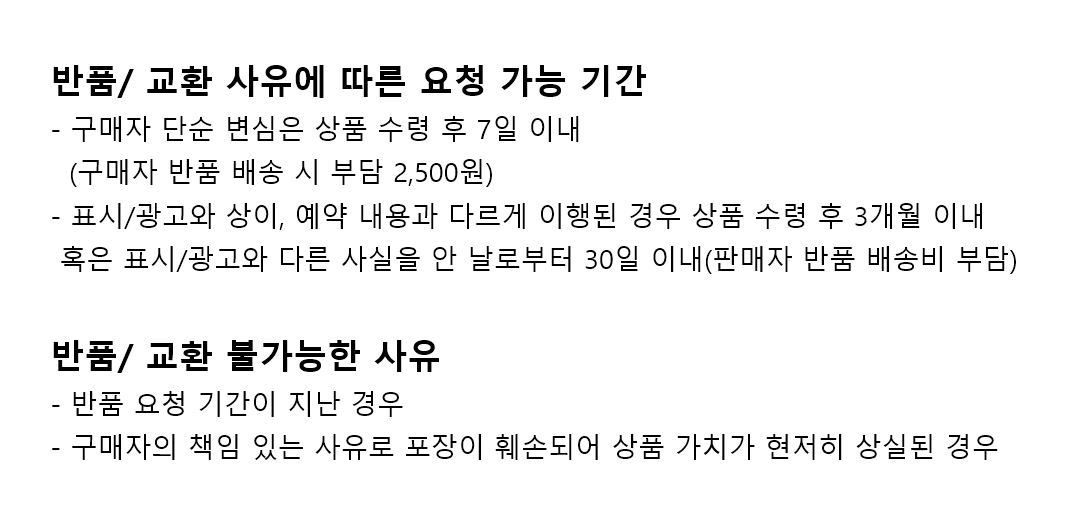 반품/ 교환 사유에 따른 요청 가능 기간
- 구매자 단순 변심은 상품 수령 후 7일 이내
(구매자 반품 배송 시 부담 2,500원)
- 표시/광고와 상이, 예약 내용과 다르게 이행된 경우 상품 수령 후 3개월 이내
혹은 표시/광고와 다른 사실을 안 날로부터 30일 이내(판매자 반품 배송비 부담)
반품/ 교환 불가능한 사유
- 반품 요청 기간이 지난 경우
- 구매자의 책임 있는 사유로 포장이 훼손되어 상품 가치가 현저히 상실된 경우